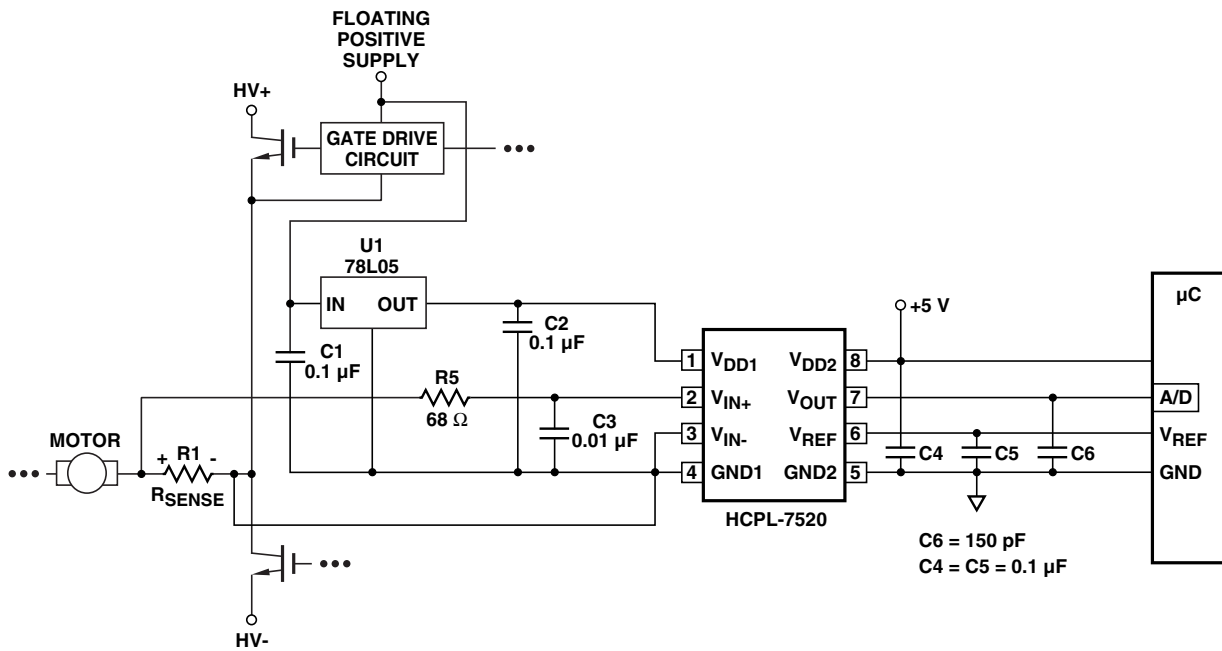 FLOATING
POSITIVE
SUPPLY
HV+
GATE DRIVE
CIRCUIT
•••
U1
78L05
IN
OUT
C1
0.1 µF
C2
0.1 µF
R5
68 Ω
C3
0.01 µF
MOTOR
•••
+ R1 -
RSENSE
•••
HV-
1
VDD1
2
VIN+
3
VIN-
4
GND1
VDD2
8
VOUT
7
VREF
6
GND2
5
HCPL-7520
+5 V
C4
C5
C6
C6 = 150 pF
C4 = C5 = 0.1 µF
µC
A/D
VREF
GND